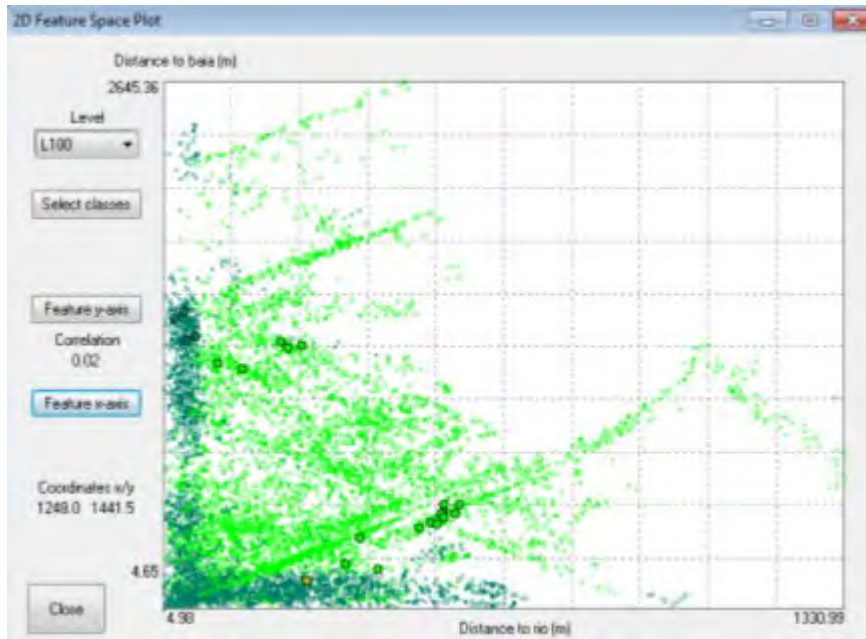 2D Feature Space Plot
Distance to baia (m)
2645.36
Level
L100
Select classes
Feature y-axis
Correlation
0.02
Feature x-axis
Coordinates x/y
1248.0 1441.5
4.65
Close
4.98
Distance to rio (m)
1330.99